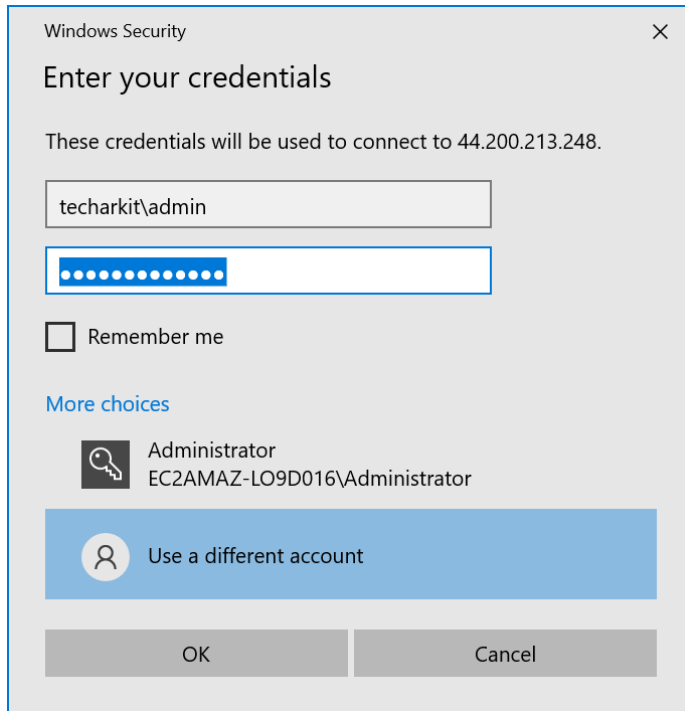 Windows Security
Enter your credentials
These credentials will be used to connect to 44.200.213.248.
techarkit\admin
●●●●●●●●●●●●●
Remember me
More choices
Administrator
EC2AMAZ-LO9D016\Administrator
Use a different account
OK
Cancel